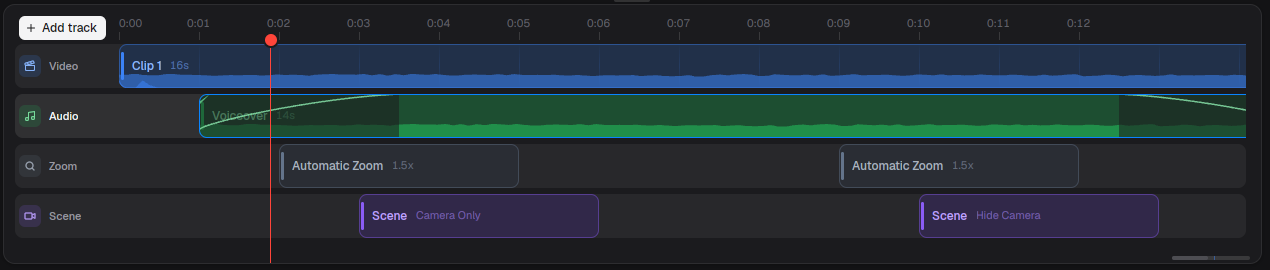 + Add track
0:00 0:01 0:02 0:03 0:04 0:05 0:06 0:07 0:08 0:09 0:10 0:11 0:12
Video
Clip 1 16s
Audio
Voiceover 14s
Zoom
Automatic Zoom 1.5x
Automatic Zoom 1.5x
Scene
Scene Camera Only
Scene Hide Camera